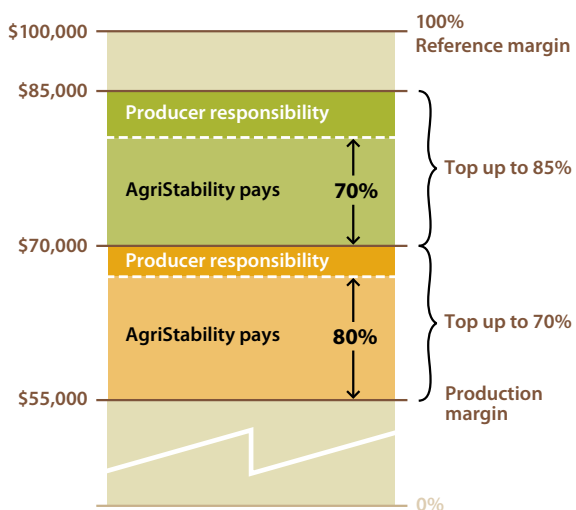 $100,000
100%
Reference margin
$85,000
Producer responsibility
AgriStability pays
70%
Top up to 85%
$70,000
Producer responsibility
AgriStability pays
80%
Top up to 70%
$55,000
Production
margin
0%